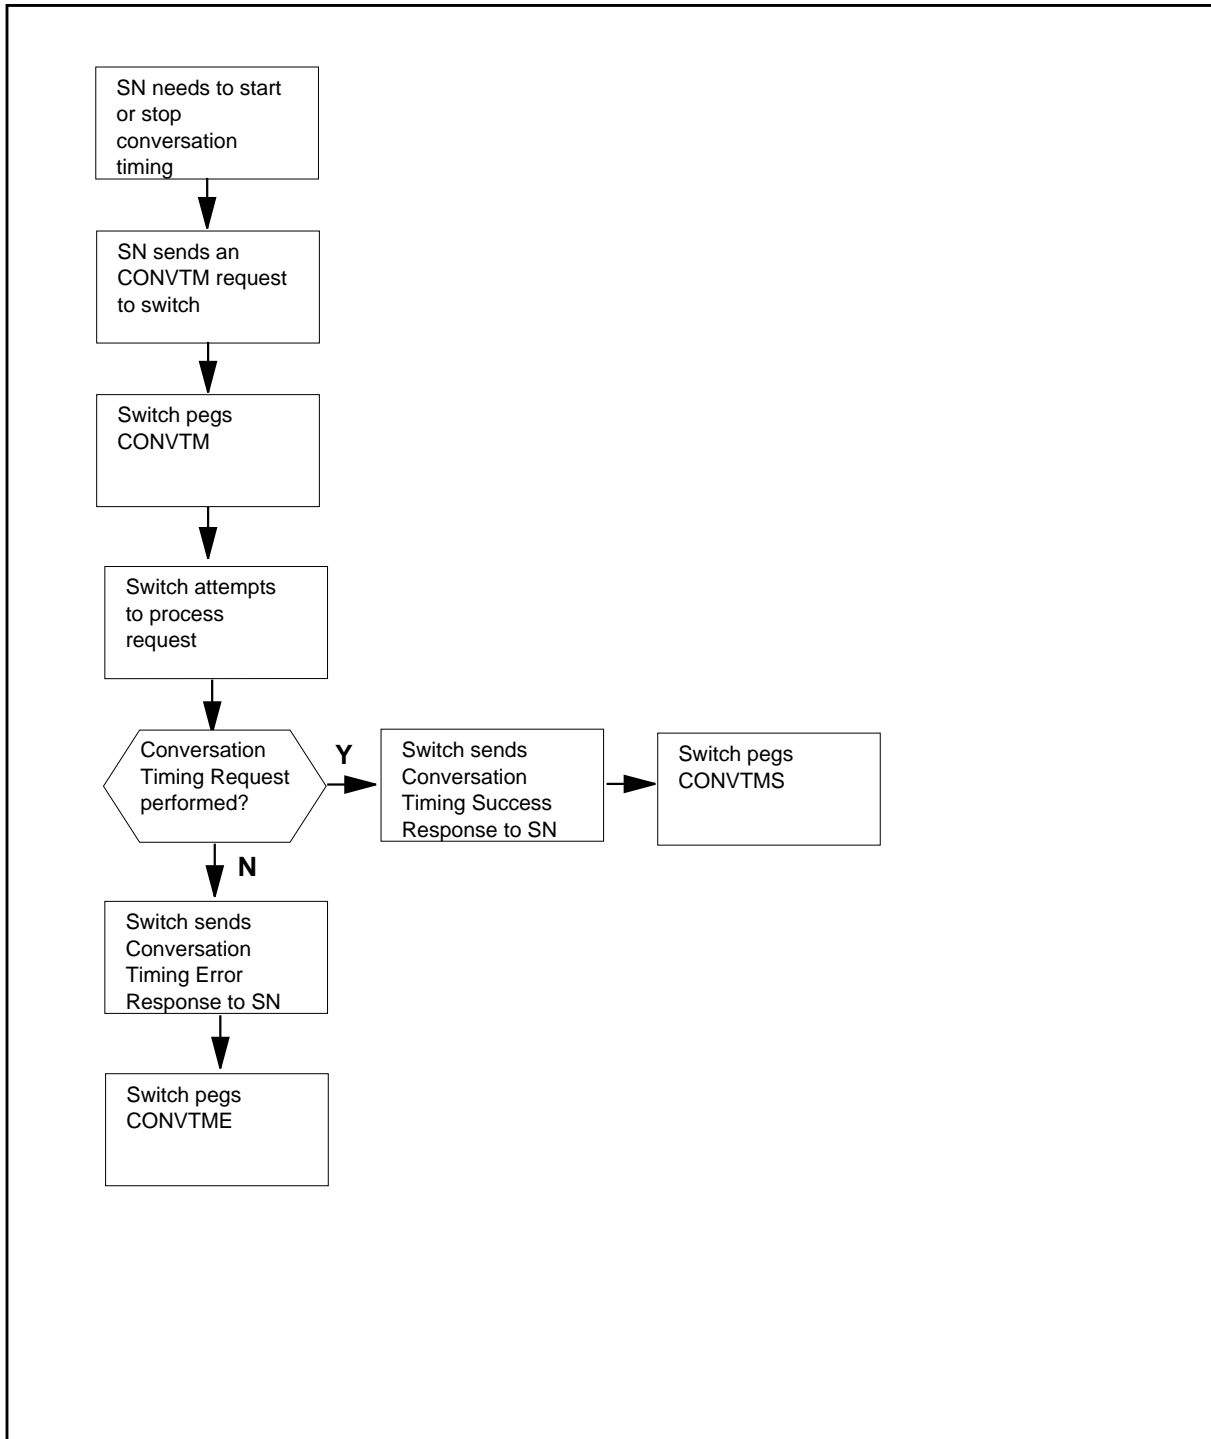 SN needs to start
or stop
conversation
timing
SN sends an
CONVTM request
to switch
Switch pegs
CONVTM
Switch attempts
to process
request
Conversation
Timing Request
performed?
Y
Switch sends
Conversation
Timing Success
Response to SN
Switch pegs
CONVTMS
N
Switch sends
Conversation
Timing Error
Response to SN
Switch pegs
CONVTME